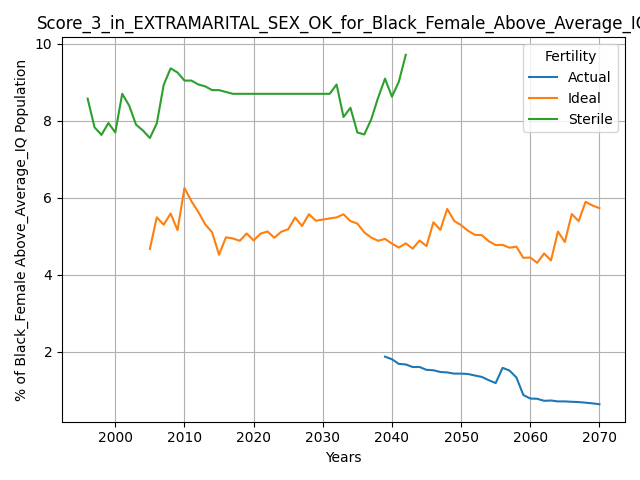 Score_3_in_EXTRAMARITAL_SEX_OK_for_Black_Female_Above_Average_IQ
Fertility
Actual
Ideal
Sterile
% of Black_Female Above_Average_IQ Population
10
8
6
4
2
2000 2010 2020 2030 2040 2050 2060 2070
Years